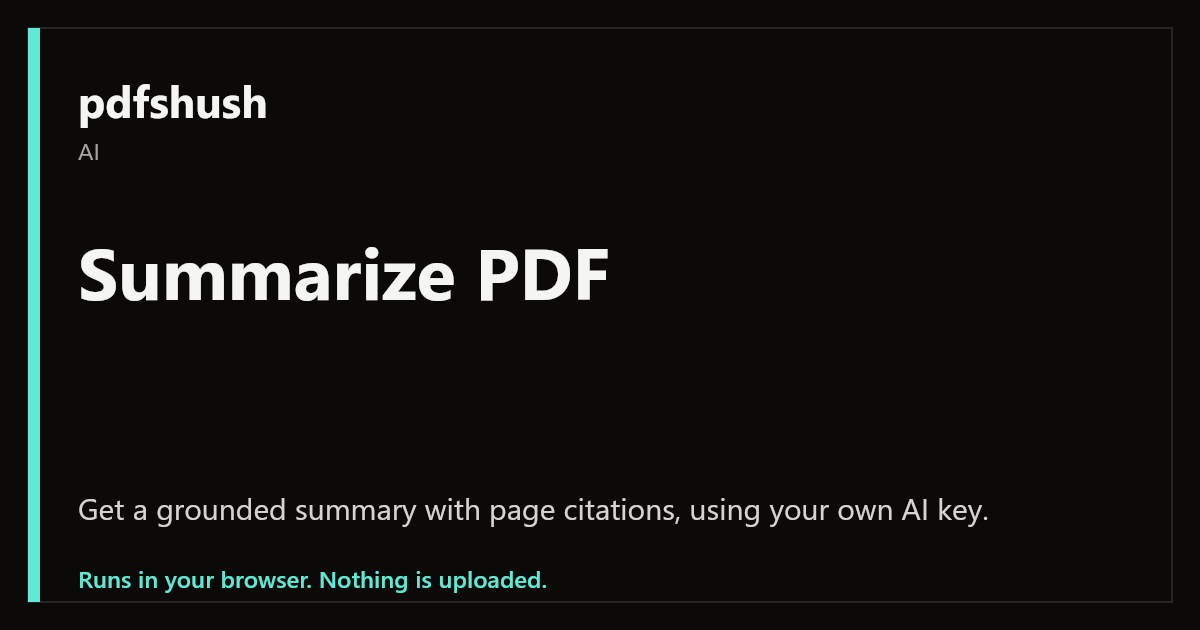 pdfshush
AI
Summarize PDF
Get a grounded summary with page citations, using your own AI key.
Runs in your browser. Nothing is uploaded.